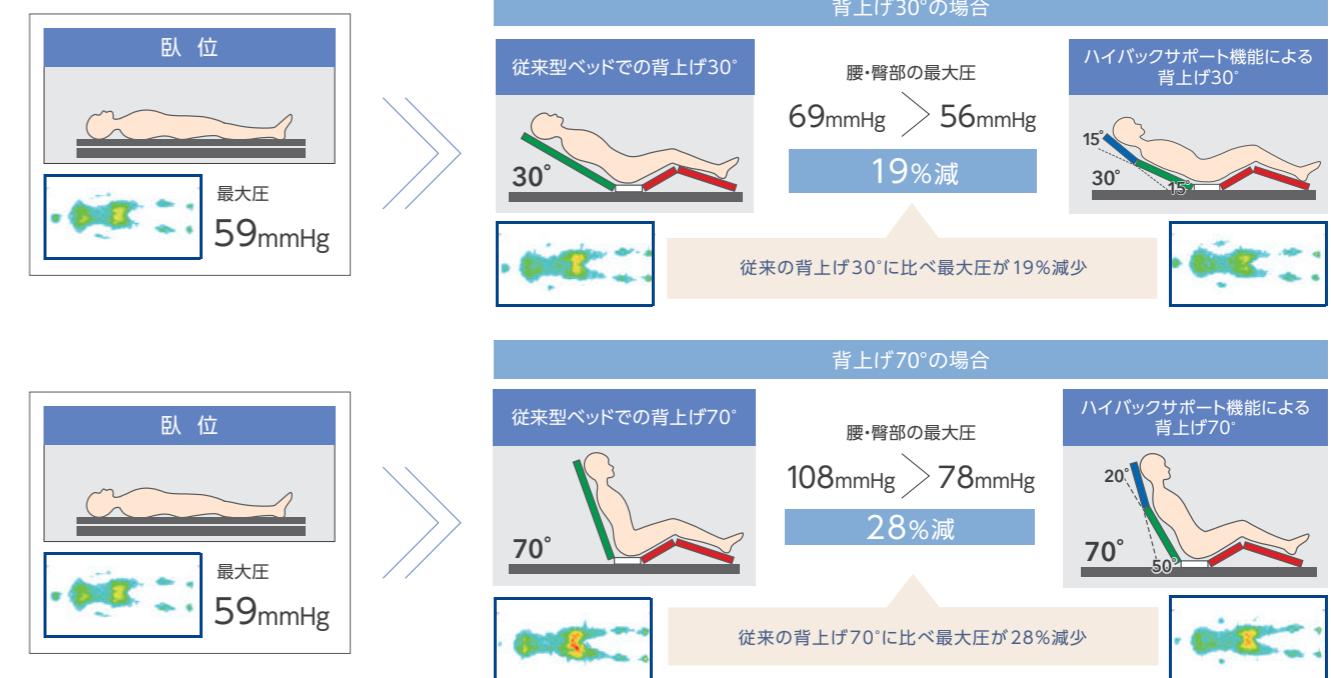 背上げ30°の場合
臥 位
最大圧
59mmHg
従来型ベッドでの背上げ30°
30°
腰・臀部の最大圧
69mmHg > 56mmHg
19%減
ハイバックサポート機能による
背上げ30°
15°
30°
15°
従来の背上げ30°に比べ最大圧が19%減少
背上げ70°の場合
臥 位
最大圧
59mmHg
従来型ベッドでの背上げ70°
70°
腰・臀部の最大圧
108mmHg > 78mmHg
28%減
ハイバックサポート機能による
背上げ70°
20°
70°
50°
従来の背上げ70°に比べ最大圧が28%減少